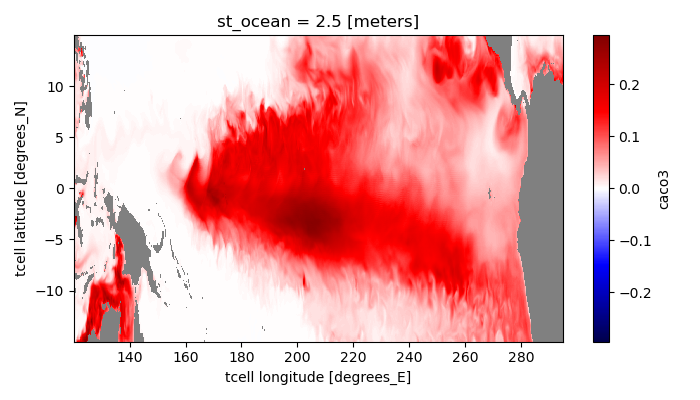 st_ocean = 2.5 [meters]
10
5
0
−5
−10
tcell latitude [degrees_N]
140 160 180 200 220 240 260 280
tcell longitude [degrees_E]
0.2
0.1
0.0
−0.1
−0.2
caco3